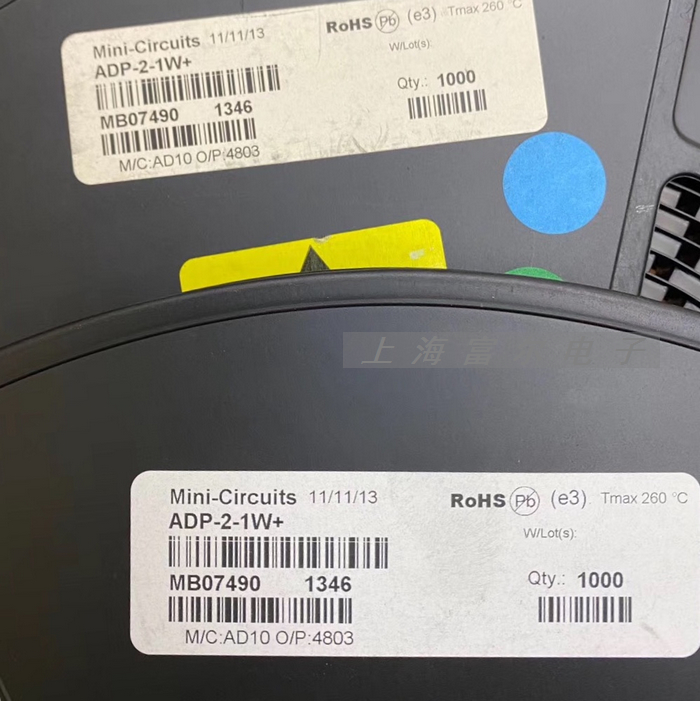 Mini-Circuits 11/11/13 RoHS Pb (e3) Tmax 260 °C
ADP-2-1W+
W/Lot(s):
Qty.: 1000
MB07490 1346
M/C:AD10 O/P:4803
上海富 电子
Mini-Circuits 11/11/13 RoHS Pb (e3) Tmax 260 °C
ADP-2-1W+
W/Lot(s):
MB07490 1346 Qty.: 1000
M/C:AD10 O/P:4803